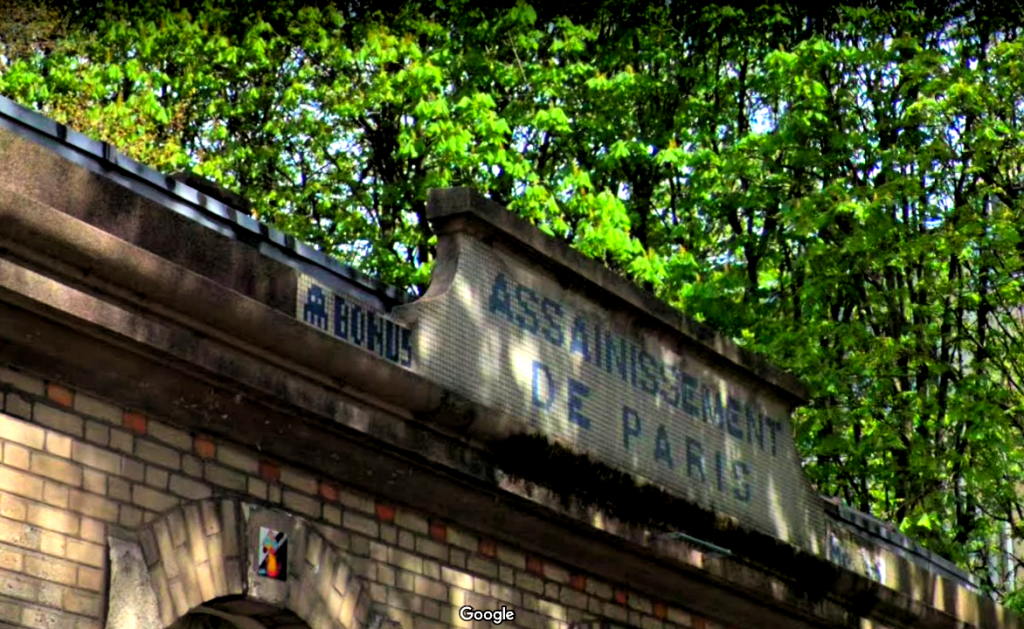 BONUS
ASSAINISSEMENT
DE PARIS
Google